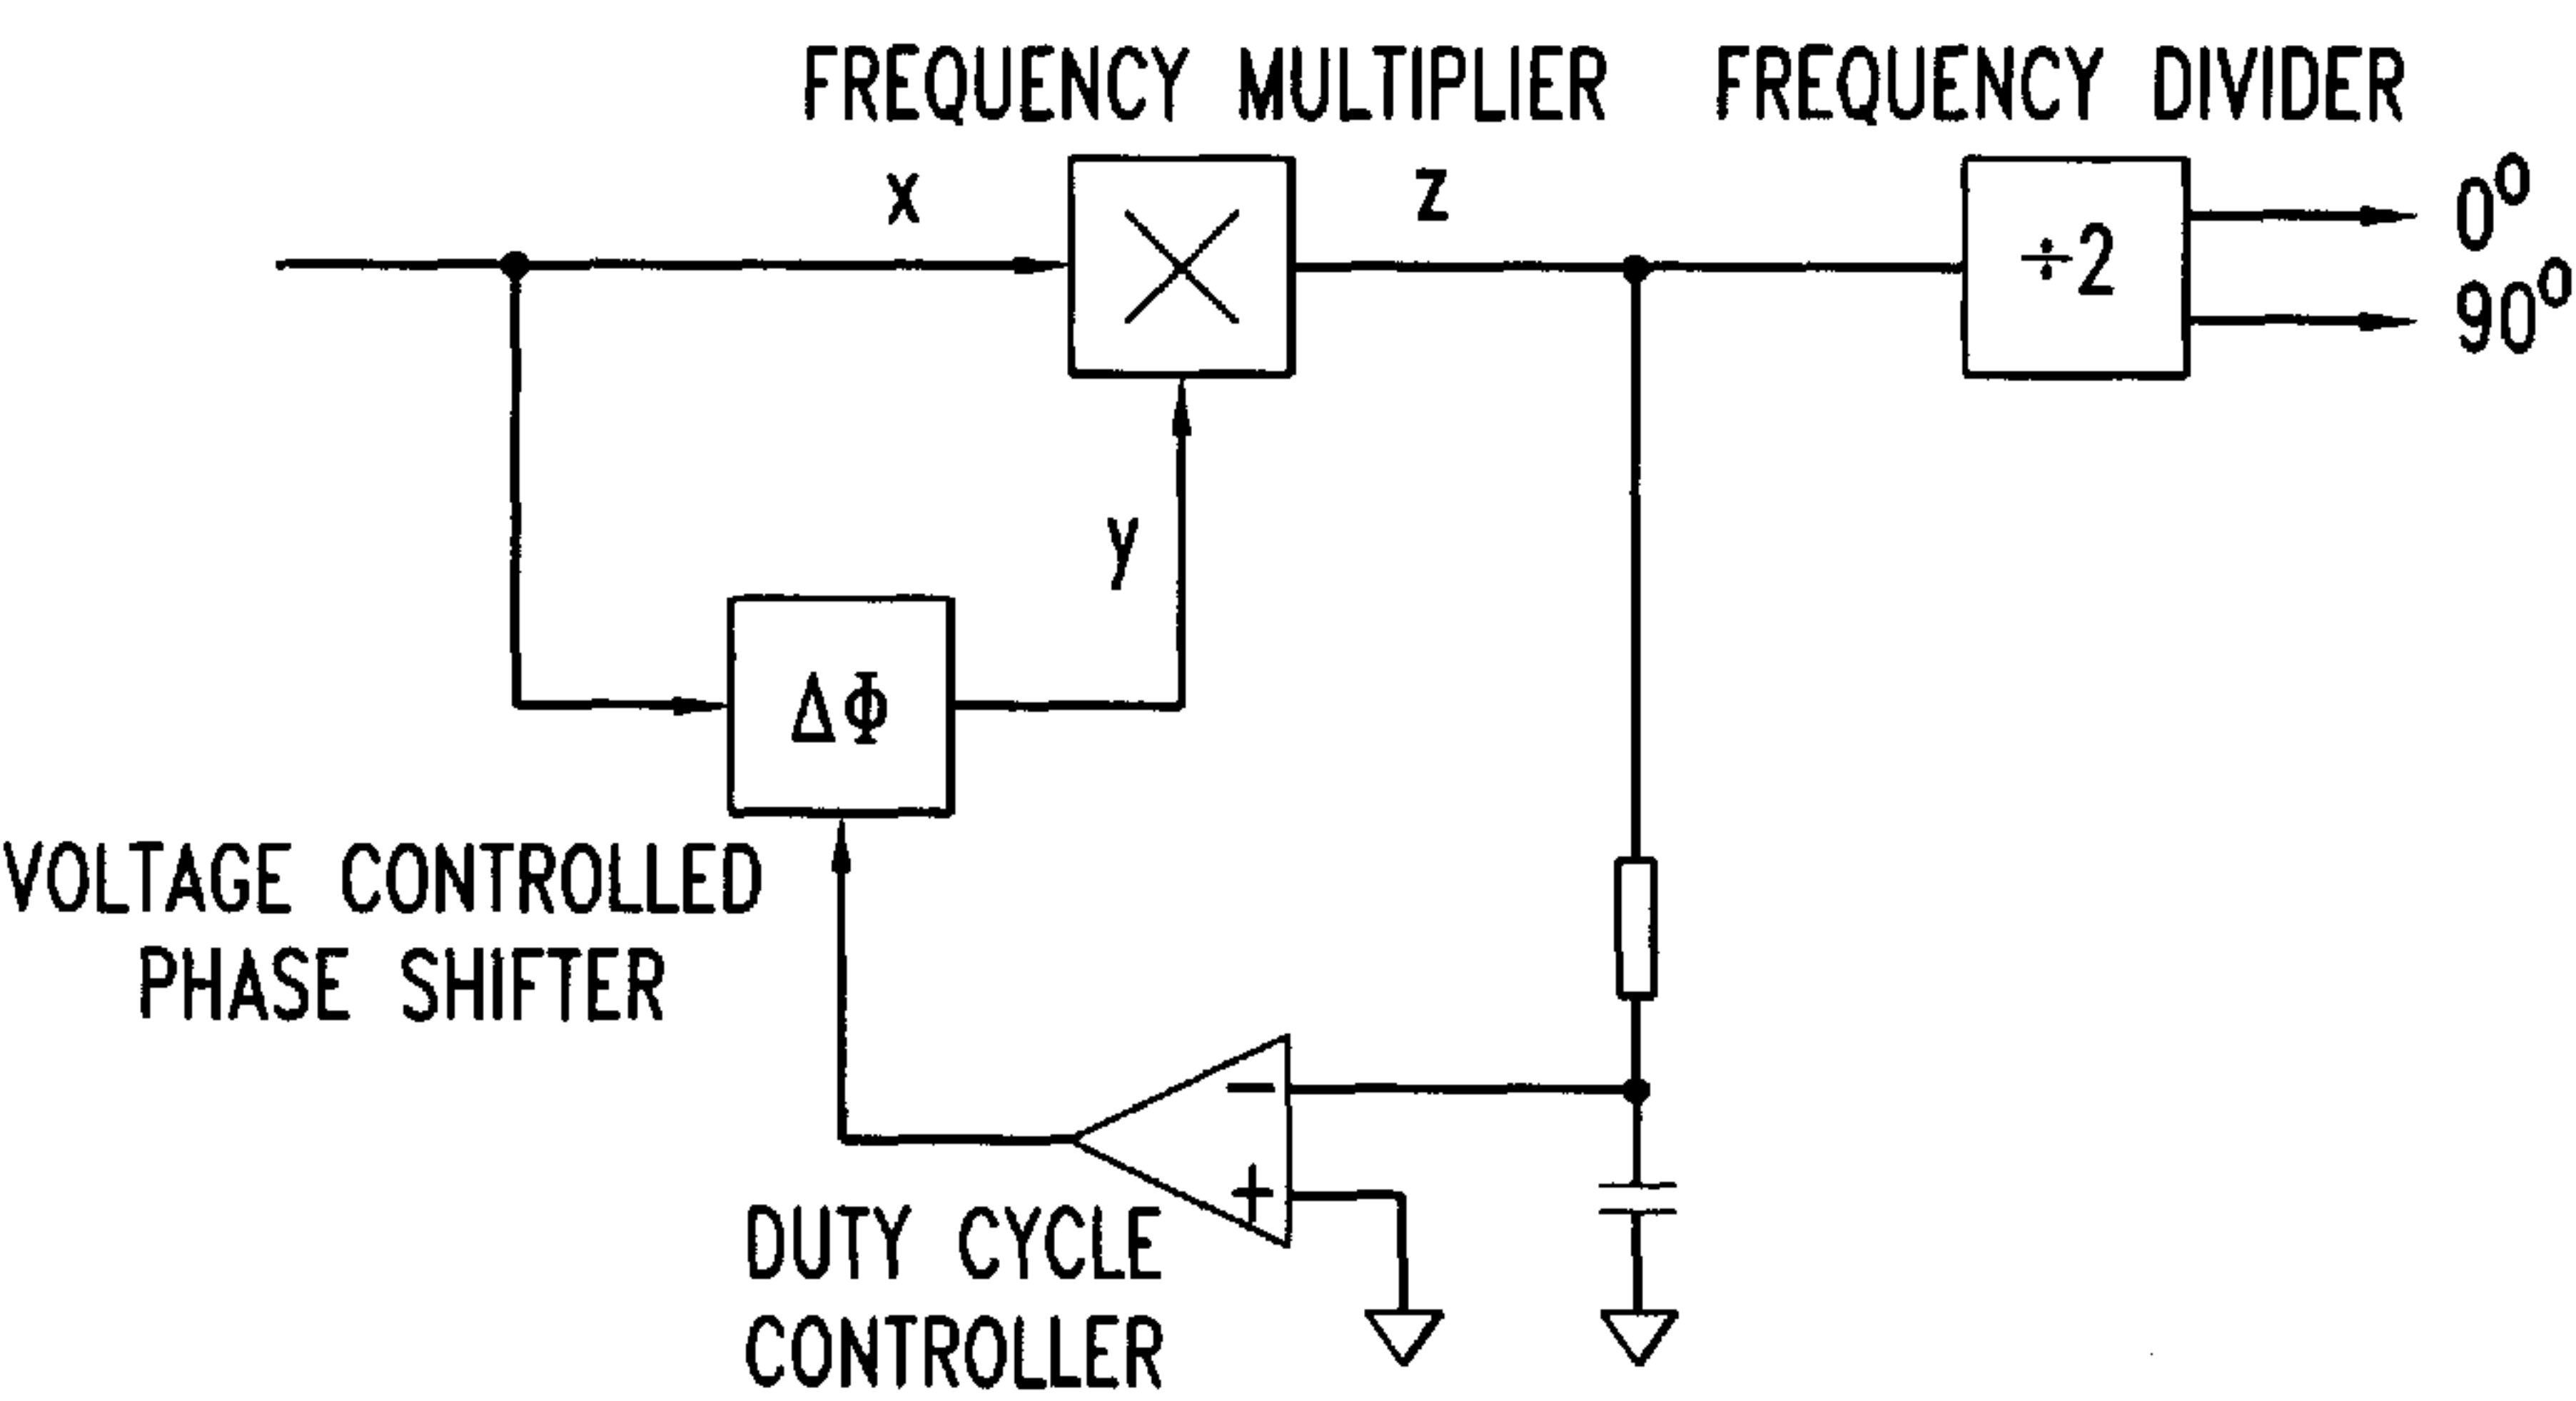 FREQUENCY MULTIPLIER
FREQUENCY DIVIDER
x
z
÷2
0°
90°
y
ΔΦ
VOLTAGE CONTROLLED
PHASE SHIFTER
−
+
DUTY CYCLE
CONTROLLER